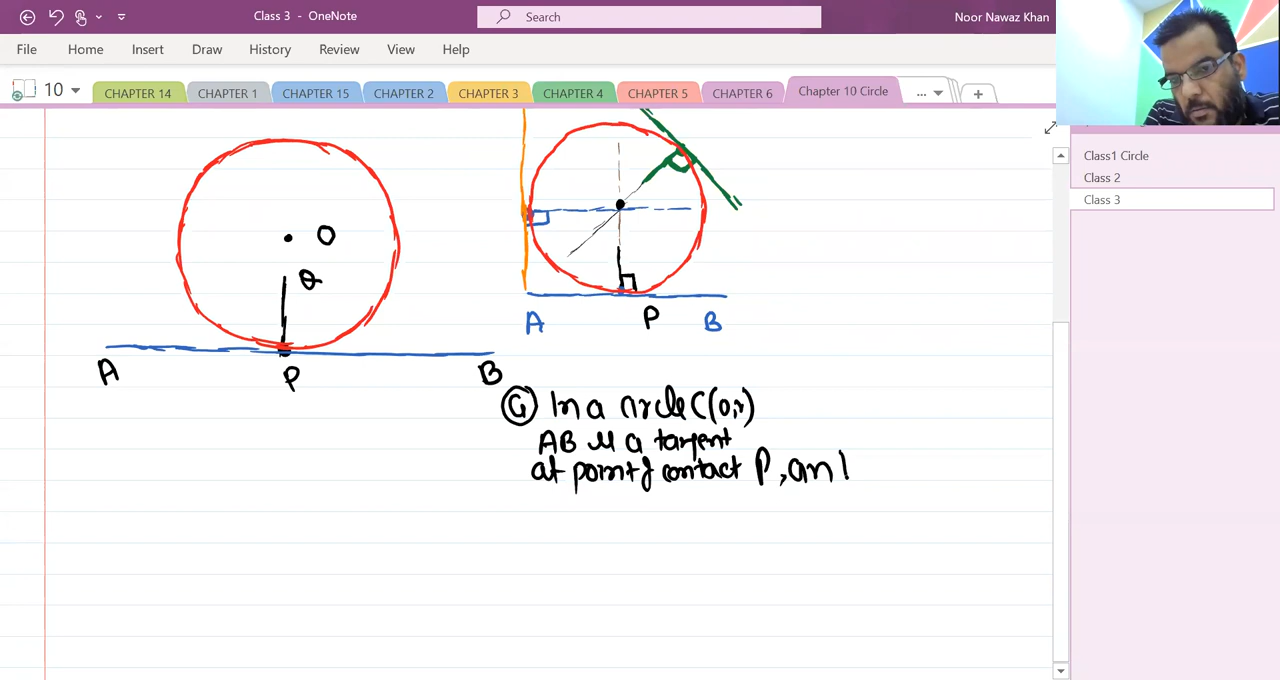 Class 3 - OneNote
Search
Noor Nawaz Khan
File Home Insert Draw History Review View Help
10 CHAPTER 14 CHAPTER 1 CHAPTER 15 CHAPTER 2 CHAPTER 3 CHAPTER 4 CHAPTER 5 CHAPTER 6 Chapter 10 Circle ... +
Class1 Circle
Class 2
Class 3
O
Q
A
P
B
A
P
B
G In a circle C(O,r)
AB is a tangent
at point of contact P, an